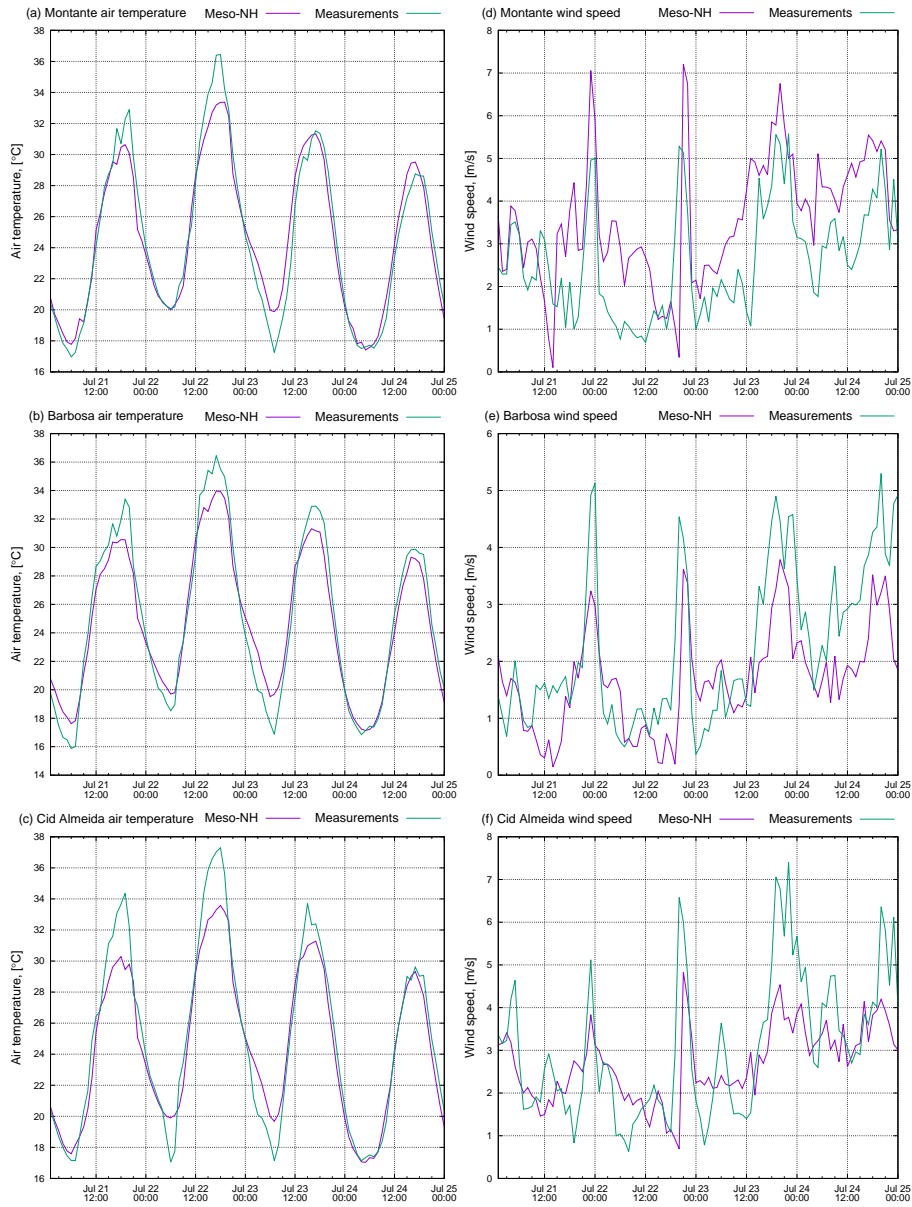 (a) Montante air temperature Meso-NH Measurements
38
36
34
32
30
28
26
24
22
20
18
16
Air temperature, [°C]
Jul 21 12:00
Jul 22 00:00
Jul 22 12:00
Jul 23 00:00
Jul 23 12:00
Jul 24 00:00
Jul 24 12:00
Jul 25 00:00
(d) Montante wind speed Meso-NH Measurements
8
7
6
5
4
3
2
1
0
Wind speed, [m/s]
Jul 21 12:00
Jul 22 00:00
Jul 22 12:00
Jul 23 00:00
Jul 23 12:00
Jul 24 00:00
Jul 24 12:00
Jul 25 00:00
(b) Barbosa air temperature Meso-NH Measurements
38
36
34
32
30
28
26
24
22
20
18
16
14
Air temperature, [°C]
Jul 21 12:00
Jul 22 00:00
Jul 22 12:00
Jul 23 00:00
Jul 23 12:00
Jul 24 00:00
Jul 24 12:00
Jul 25 00:00
(e) Barbosa wind speed Meso-NH Measurements
6
5
4
3
2
1
0
Wind speed, [m/s]
Jul 21 12:00
Jul 22 00:00
Jul 22 12:00
Jul 23 00:00
Jul 23 12:00
Jul 24 00:00
Jul 24 12:00
Jul 25 00:00
(c) Cid Almeida air temperature Meso-NH Measurements
38
36
34
32
30
28
26
24
22
20
18
16
Air temperature, [°C]
Jul 21 12:00
Jul 22 00:00
Jul 22 12:00
Jul 23 00:00
Jul 23 12:00
Jul 24 00:00
Jul 24 12:00
Jul 25 00:00
(f) Cid Almeida wind speed Meso-NH Measurements
8
7
6
5
4
3
2
1
0
Wind speed, [m/s]
Jul 21 12:00
Jul 22 00:00
Jul 22 12:00
Jul 23 00:00
Jul 23 12:00
Jul 24 00:00
Jul 24 12:00
Jul 25 00:00